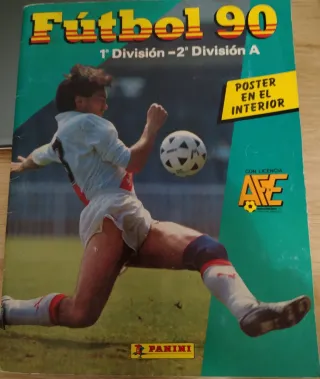 Fútbol 90
1ª División - 2ª División A
POSTER
EN EL
INTERIOR
CON LICENCIA
AFE
PANINI